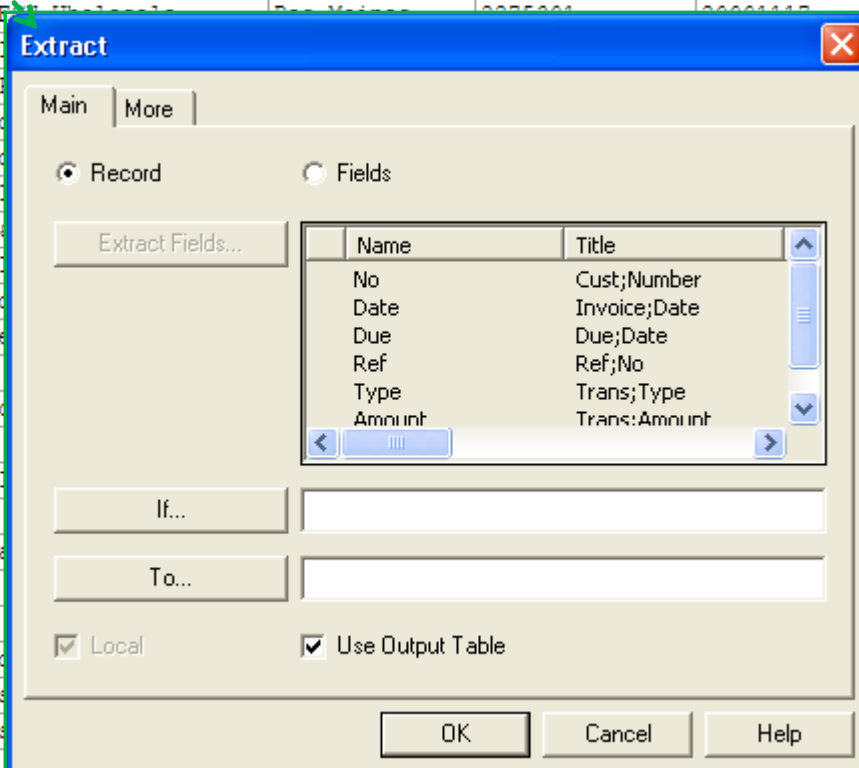 Extract
Main More
Record Fields
Extract Fields...
Name Title
No Cust;Number
Date Invoice;Date
Due Due;Date
Ref Ref;No
Type Trans;Type
Amount Trans;Amount
If...
To...
Local Use Output Table
OK Cancel Help